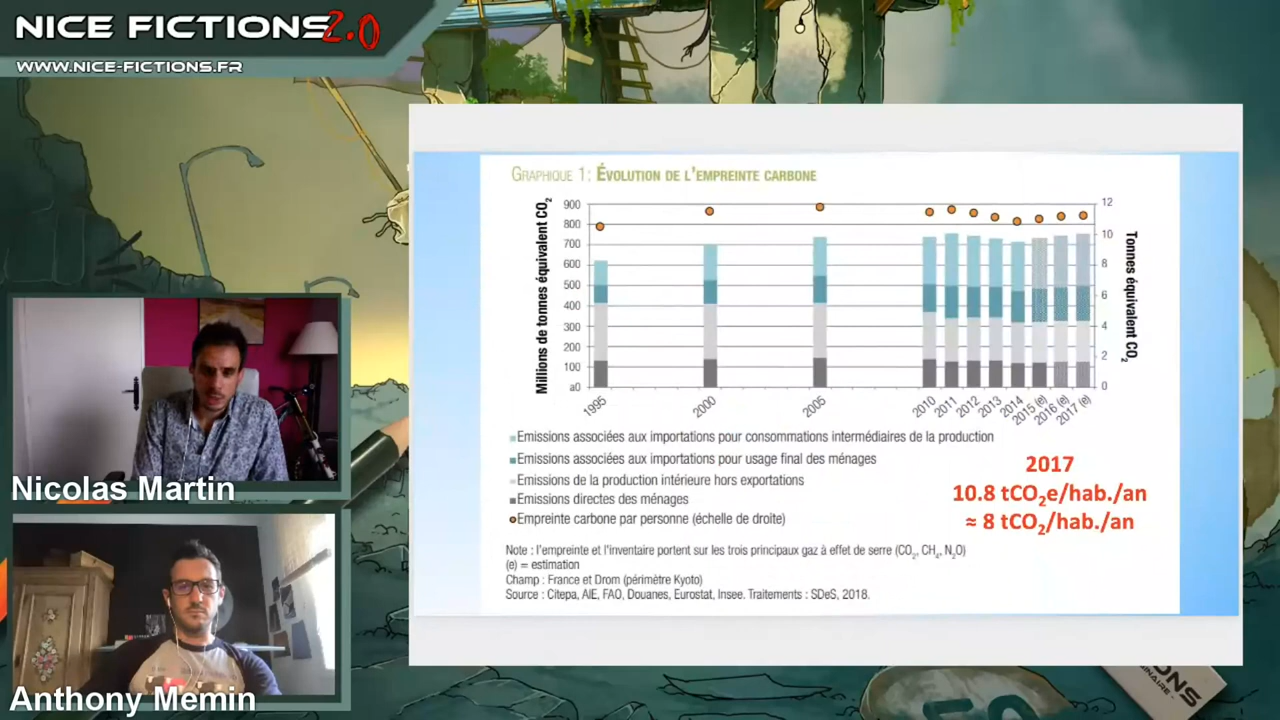 NICE FICTIONS 2.0
WWW.NICE-FICTIONS.FR
GRAPHIQUE 1: ÉVOLUTION DE L'EMPREINTE CARBONE
Millions de tonnes équivalent CO₂
900
800
700
600
500
400
300
200
100
a0
12
10
8
6
4
2
0
Tonnes équivalent CO₂
1995
2000
2005
2010
2011
2012
2013
2014
2015 (e)
2016 (e)
2017 (e)
Emissions associées aux importations pour consommations intermédiaires de la production
Emissions associées aux importations pour usage final des ménages
Emissions de la production intérieure hors exportations
Emissions directes des ménages
Empreinte carbone par personne (échelle de droite)
2017
10.8 tCO₂e/hab./an
≈ 8 tCO₂/hab./an
Note : l'empreinte et l'inventaire portent sur les trois principaux gaz à effet de serre (CO₂, CH₄, N₂O)
(e) = estimation
Champ : France et Drom (périmètre Kyoto)
Source : Citepa, AIE, FAO, Douanes, Eurostat, Insee. Traitements : SDeS, 2018.
Nicolas Martin
Anthony Memin